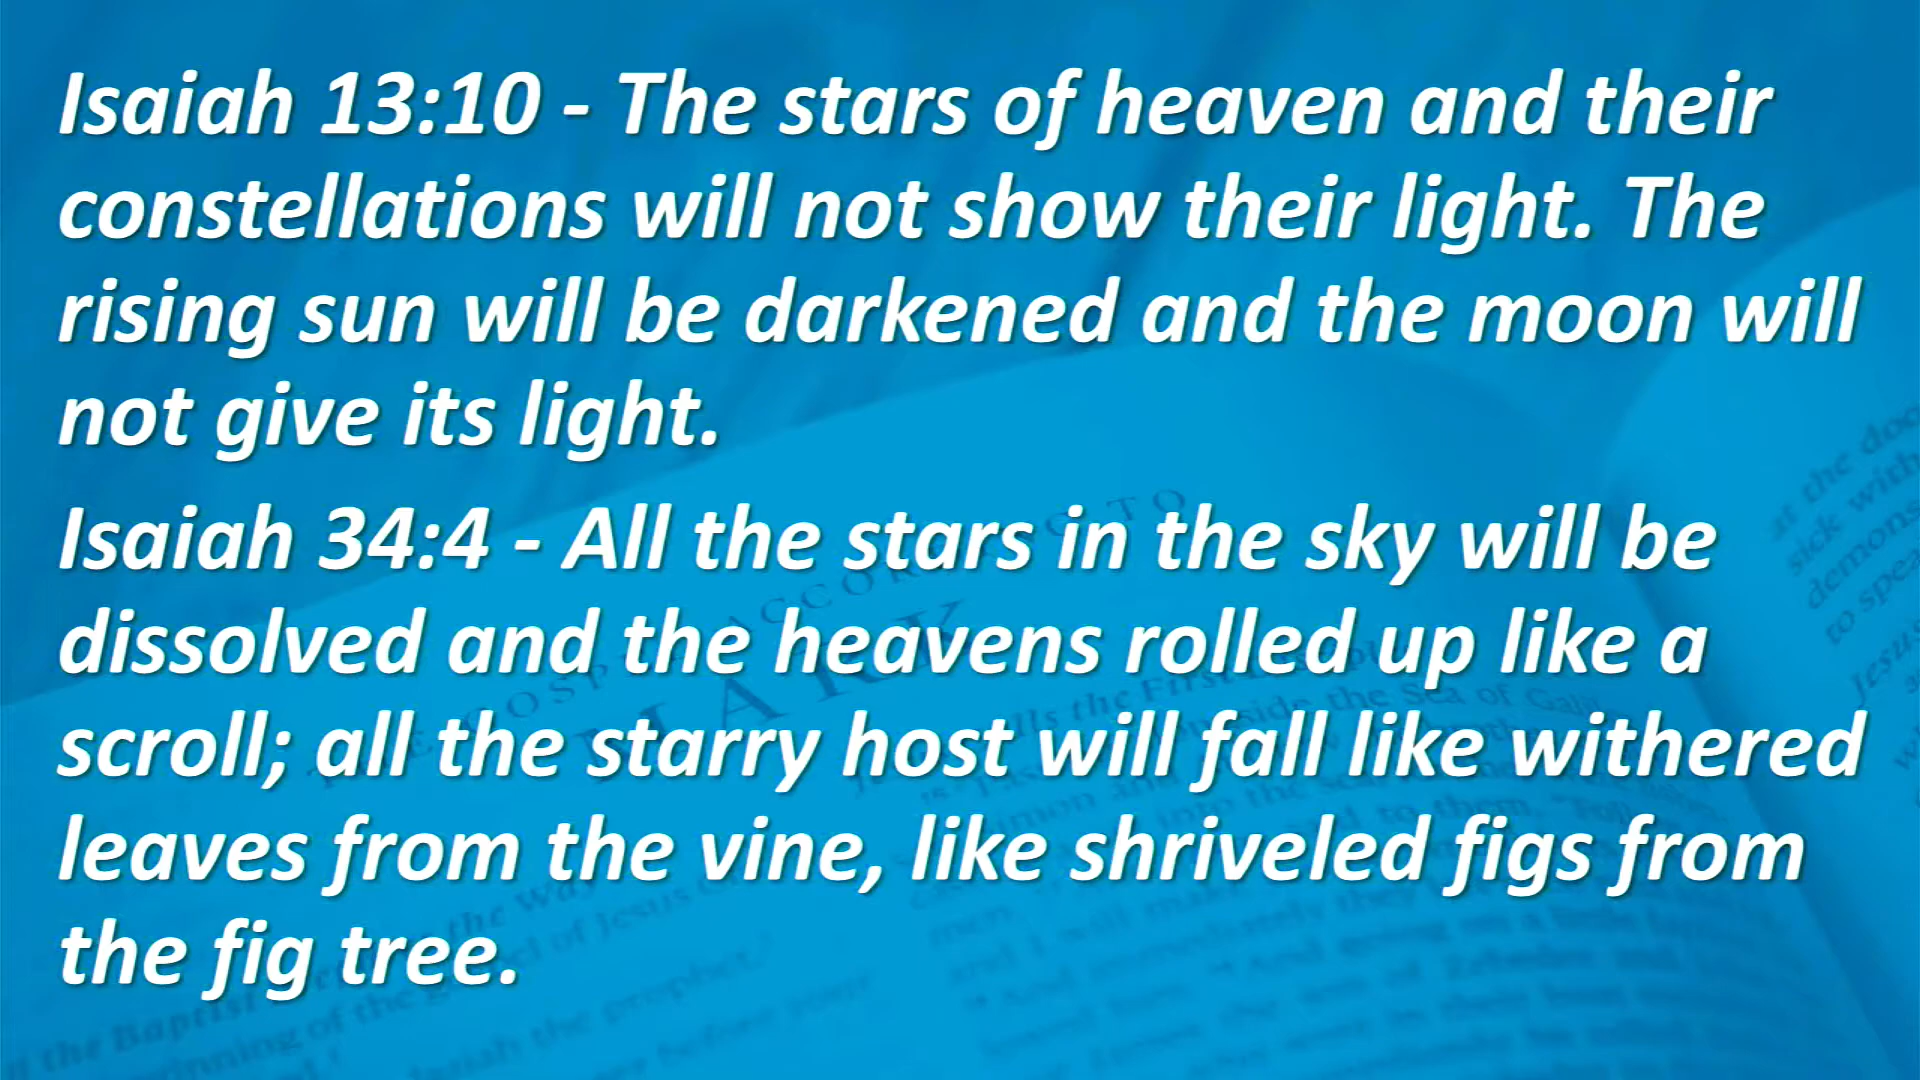 Isaiah 13:10 - The stars of heaven and their
constellations will not show their light. The
rising sun will be darkened and the moon will
not give its light.
Isaiah 34:4 - All the stars in the sky will be
dissolved and the heavens rolled up like a
scroll; all the starry host will fall like withered
leaves from the vine, like shriveled figs from
the fig tree.
MARK